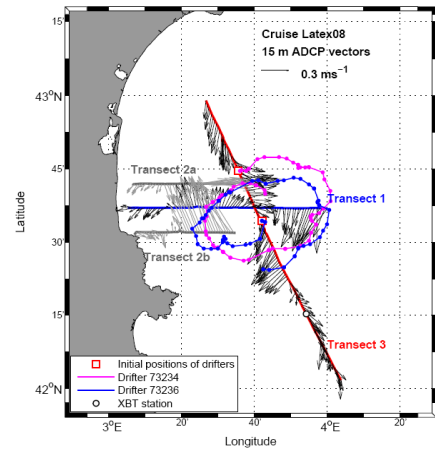 Cruise Latex08
15 m ADCP vectors
0.3 ms⁻¹
43°N
45'
30'
15'
42°N
Latitude
Transect 2a
Transect 1
Transect 2b
Transect 3
Initial positions of drifters
Drifter 73234
Drifter 73236
XBT station
3°E
20'
40'
4°E
20'
Longitude